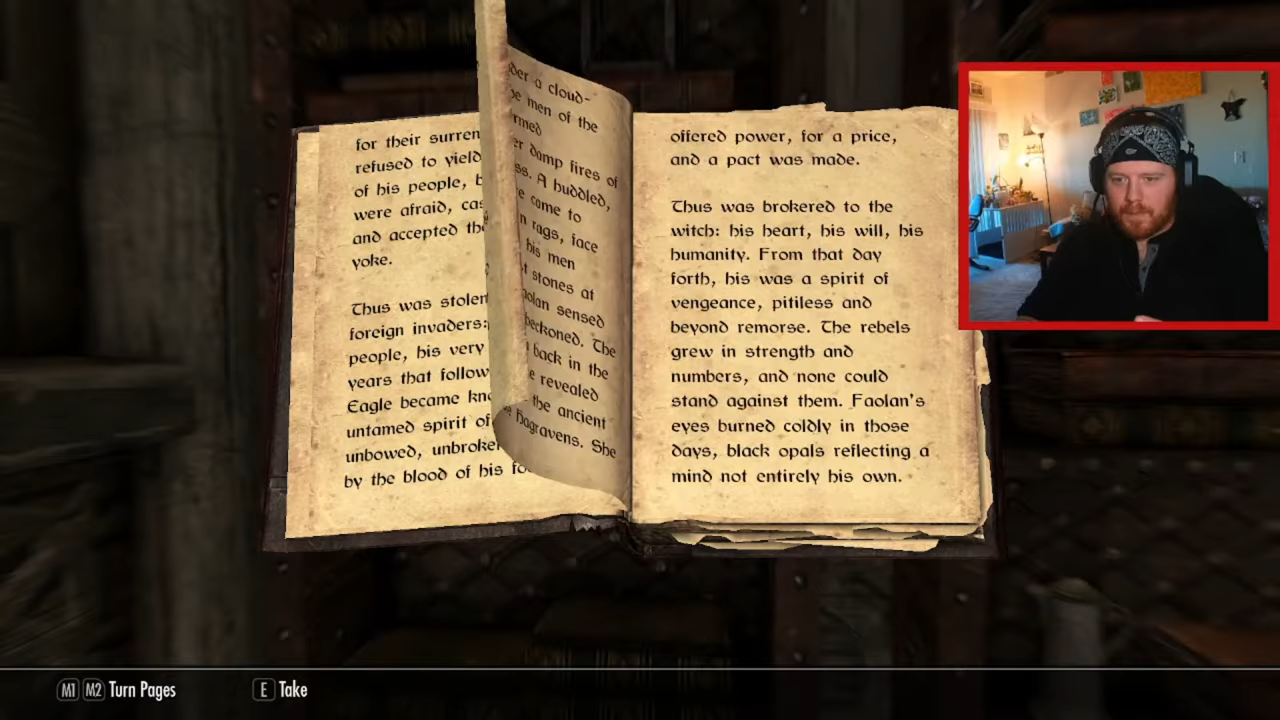 for their surren
refused to yield
of his people, b
were afraid, cas
and accepted the
yoke.
Thus was stolen
foreign invaders:
people, his very
years that follow
Eagle became kno
untamed spirit of
unbowed, unbroken
by the blood of his fo
der a cloud-
e men of the
rmed
er damp fires of
ss. A huddled,
e came to
n rags, face
his men
t stones at
aolan sensed
beckoned. The
back in the
e revealed
the ancient
Hagravens. She
offered power, for a price,
and a pact was made.
Thus was brokered to the
witch: his heart, his will, his
humanity. From that day
forth, his was a spirit of
vengeance, pitiless and
beyond remorse. The rebels
grew in strength and
numbers, and none could
stand against them. Faolan's
eyes burned coldly in those
days, black opals reflecting a
mind not entirely his own.
M1 M2 Turn Pages
E Take